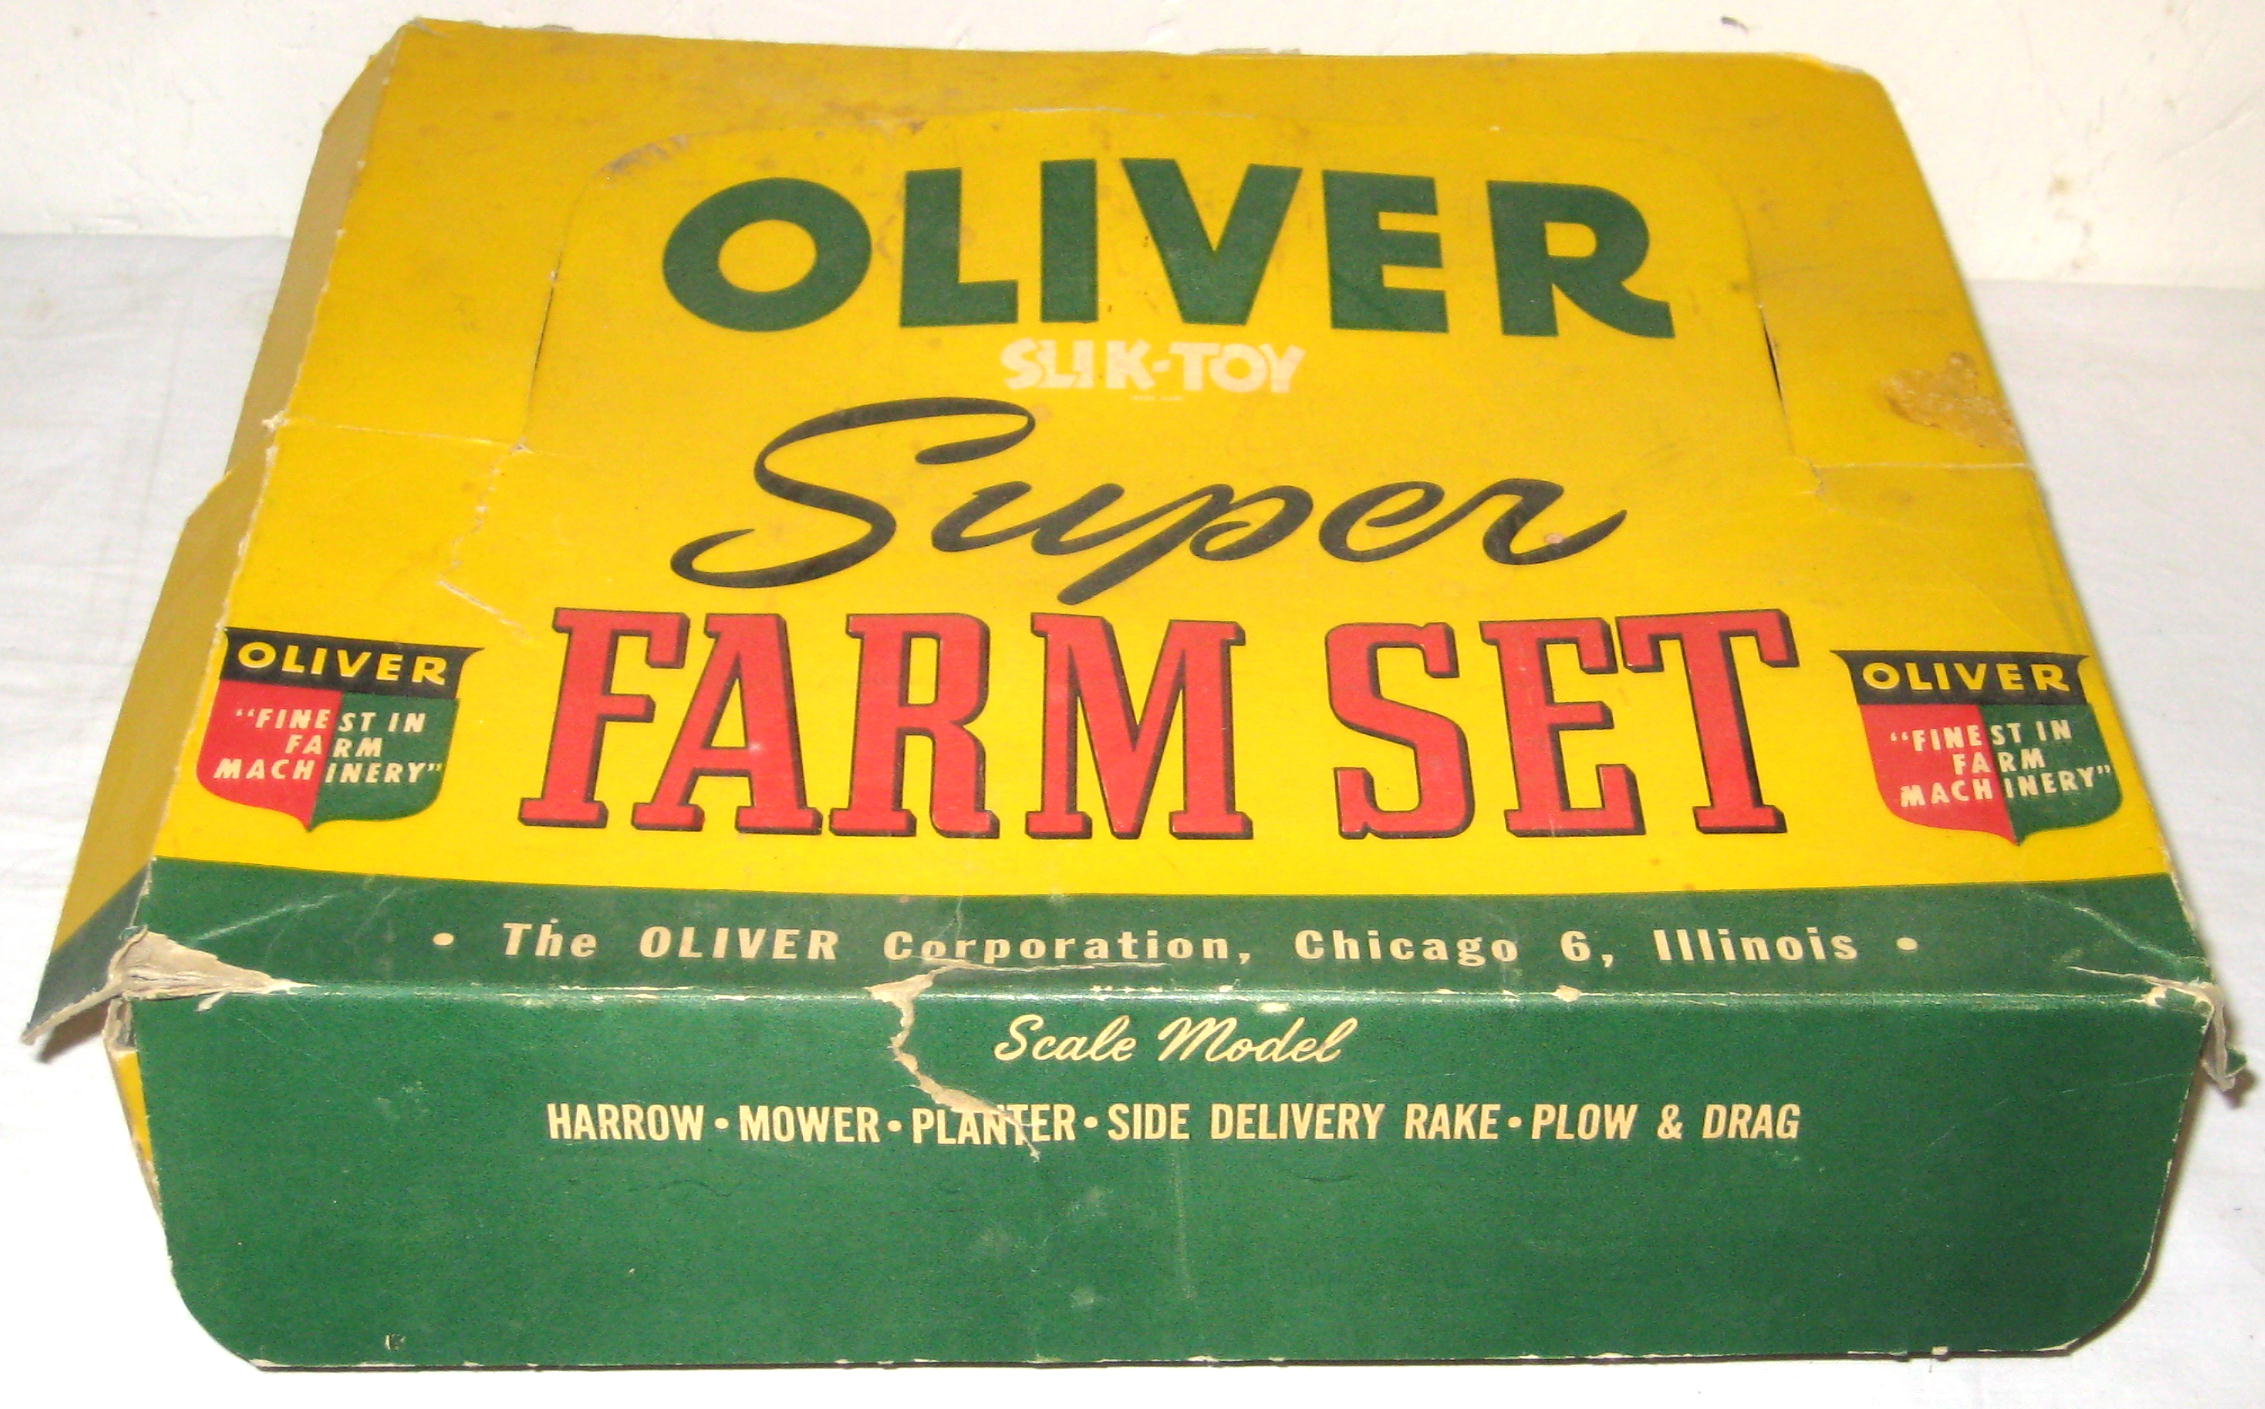 OLIVER
SLIK-TOY
Super
FARM SET
OLIVER
"FINEST IN
FARM
MACHINERY"
OLIVER
"FINEST IN
FARM
MACHINERY"
• The OLIVER Corporation, Chicago 6, Illinois •
Scale Model
HARROW • MOWER • PLANTER • SIDE DELIVERY RAKE • PLOW & DRAG